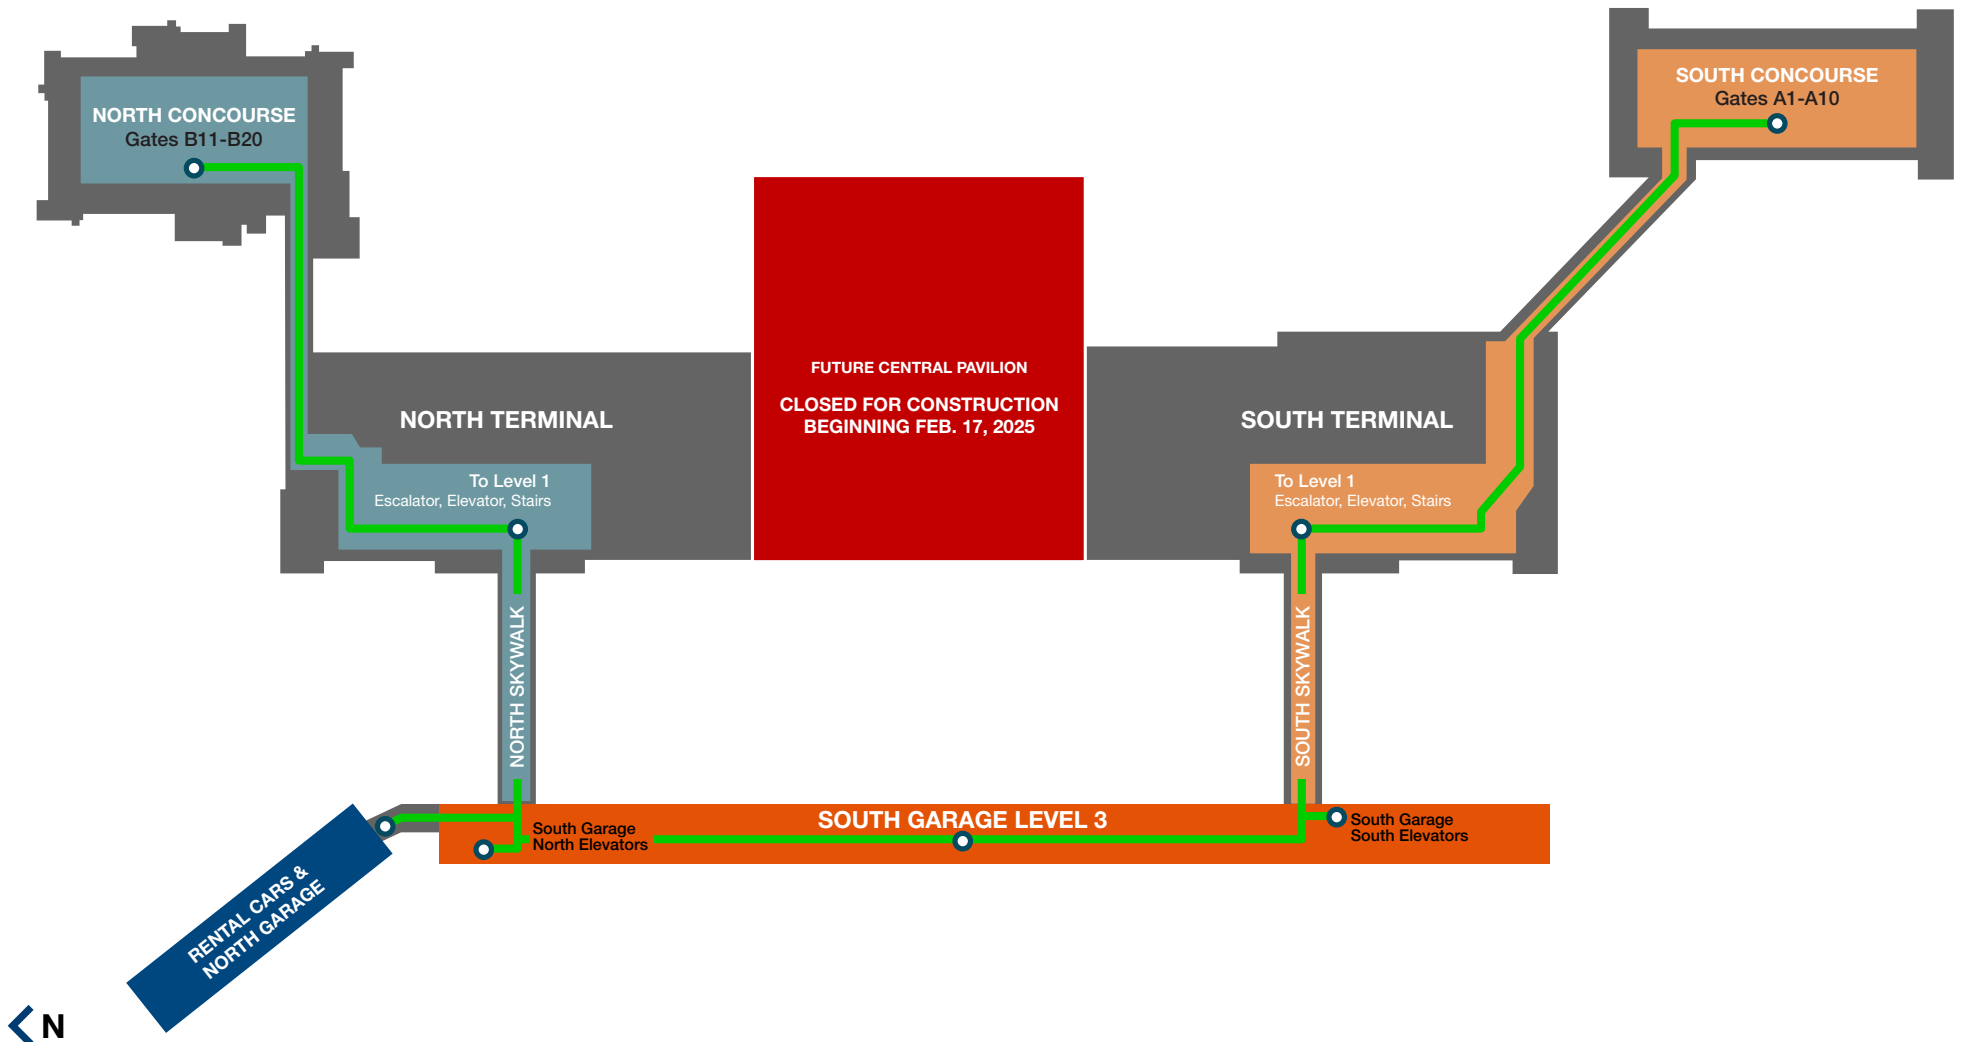 NORTH CONCOURSE
Gates B11-B20
SOUTH CONCOURSE
Gates A1-A10
FUTURE CENTRAL PAVILION
CLOSED FOR CONSTRUCTION
BEGINNING FEB. 17, 2025
NORTH TERMINAL
To Level 1
Escalator, Elevator, Stairs
SOUTH TERMINAL
To Level 1
Escalator, Elevator, Stairs
NORTH SKYWALK
SOUTH SKYWALK
SOUTH GARAGE LEVEL 3
South Garage
North Elevators
South Garage
South Elevators
RENTAL CARS &
NORTH GARAGE
N